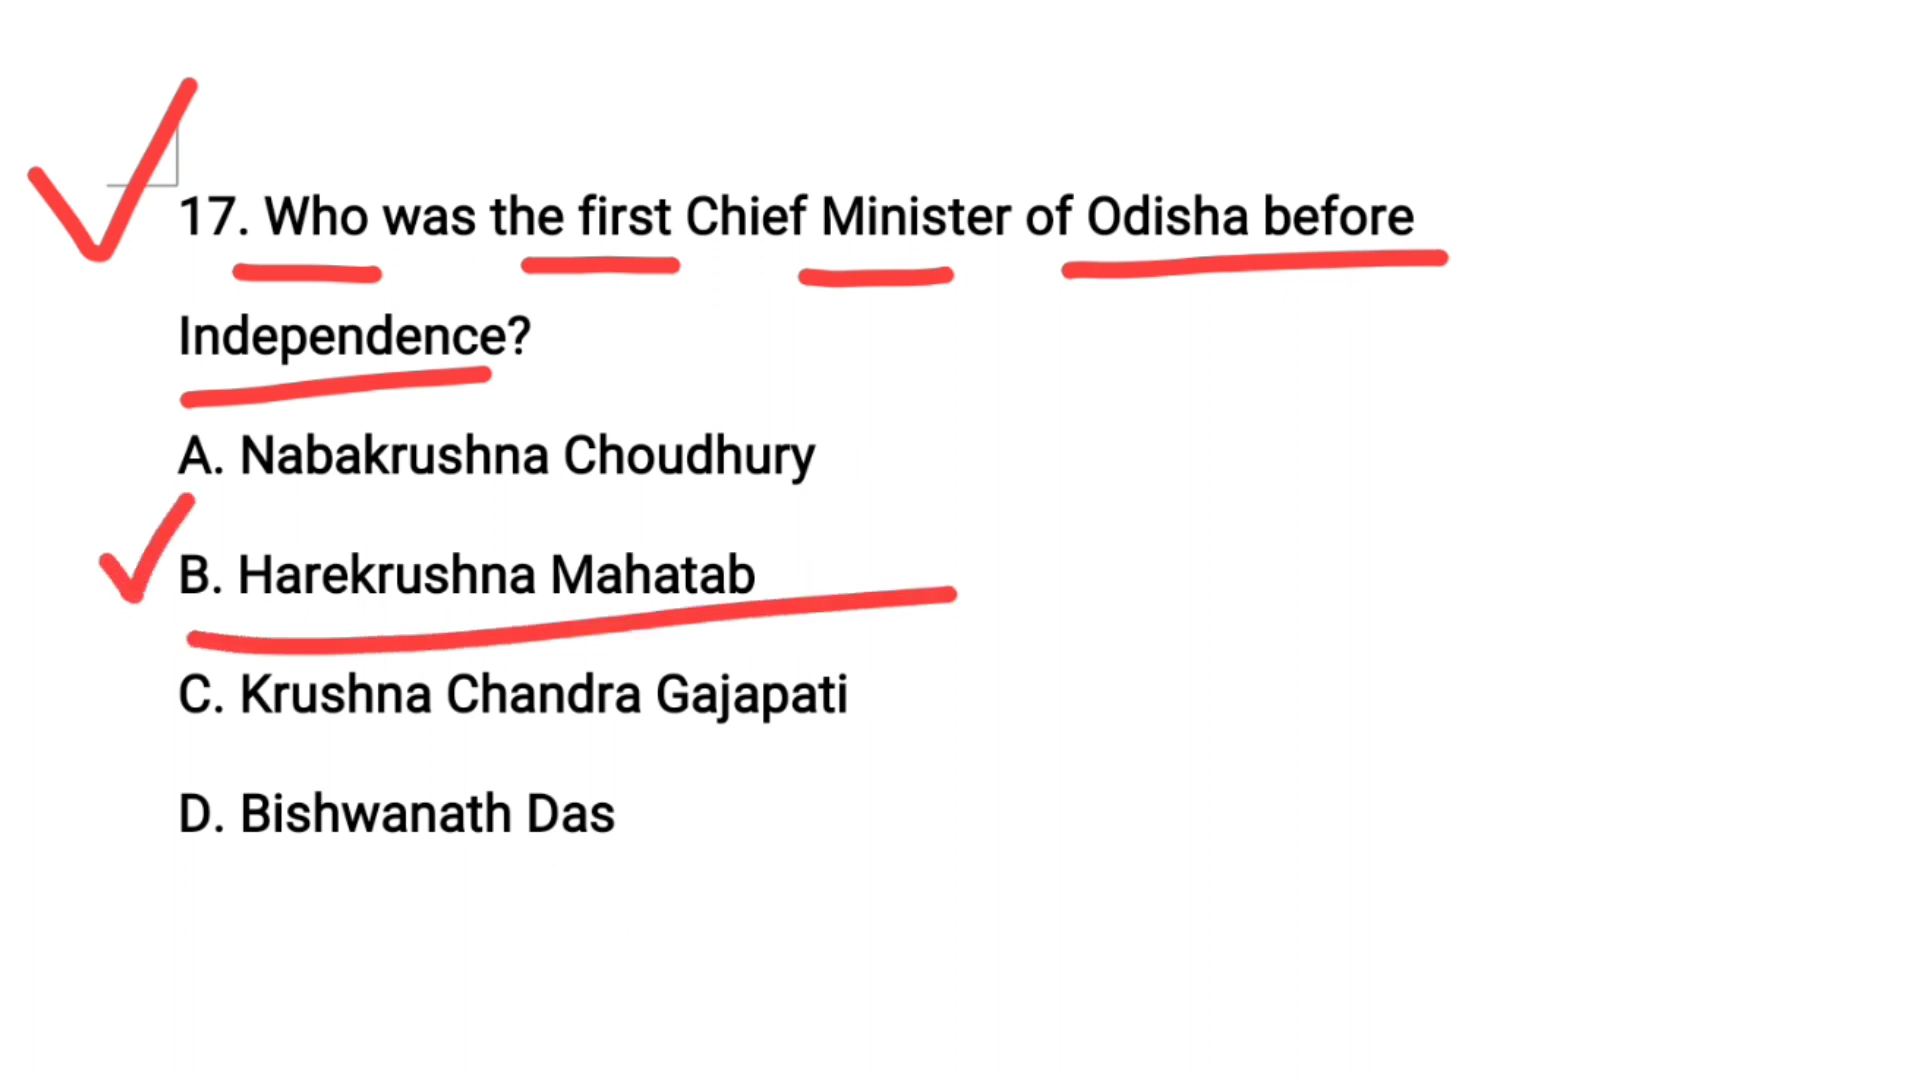 17. Who was the first Chief Minister of Odisha before
Independence?
A. Nabakrushna Choudhury
B. Harekrushna Mahatab
C. Krushna Chandra Gajapati
D. Bishwanath Das